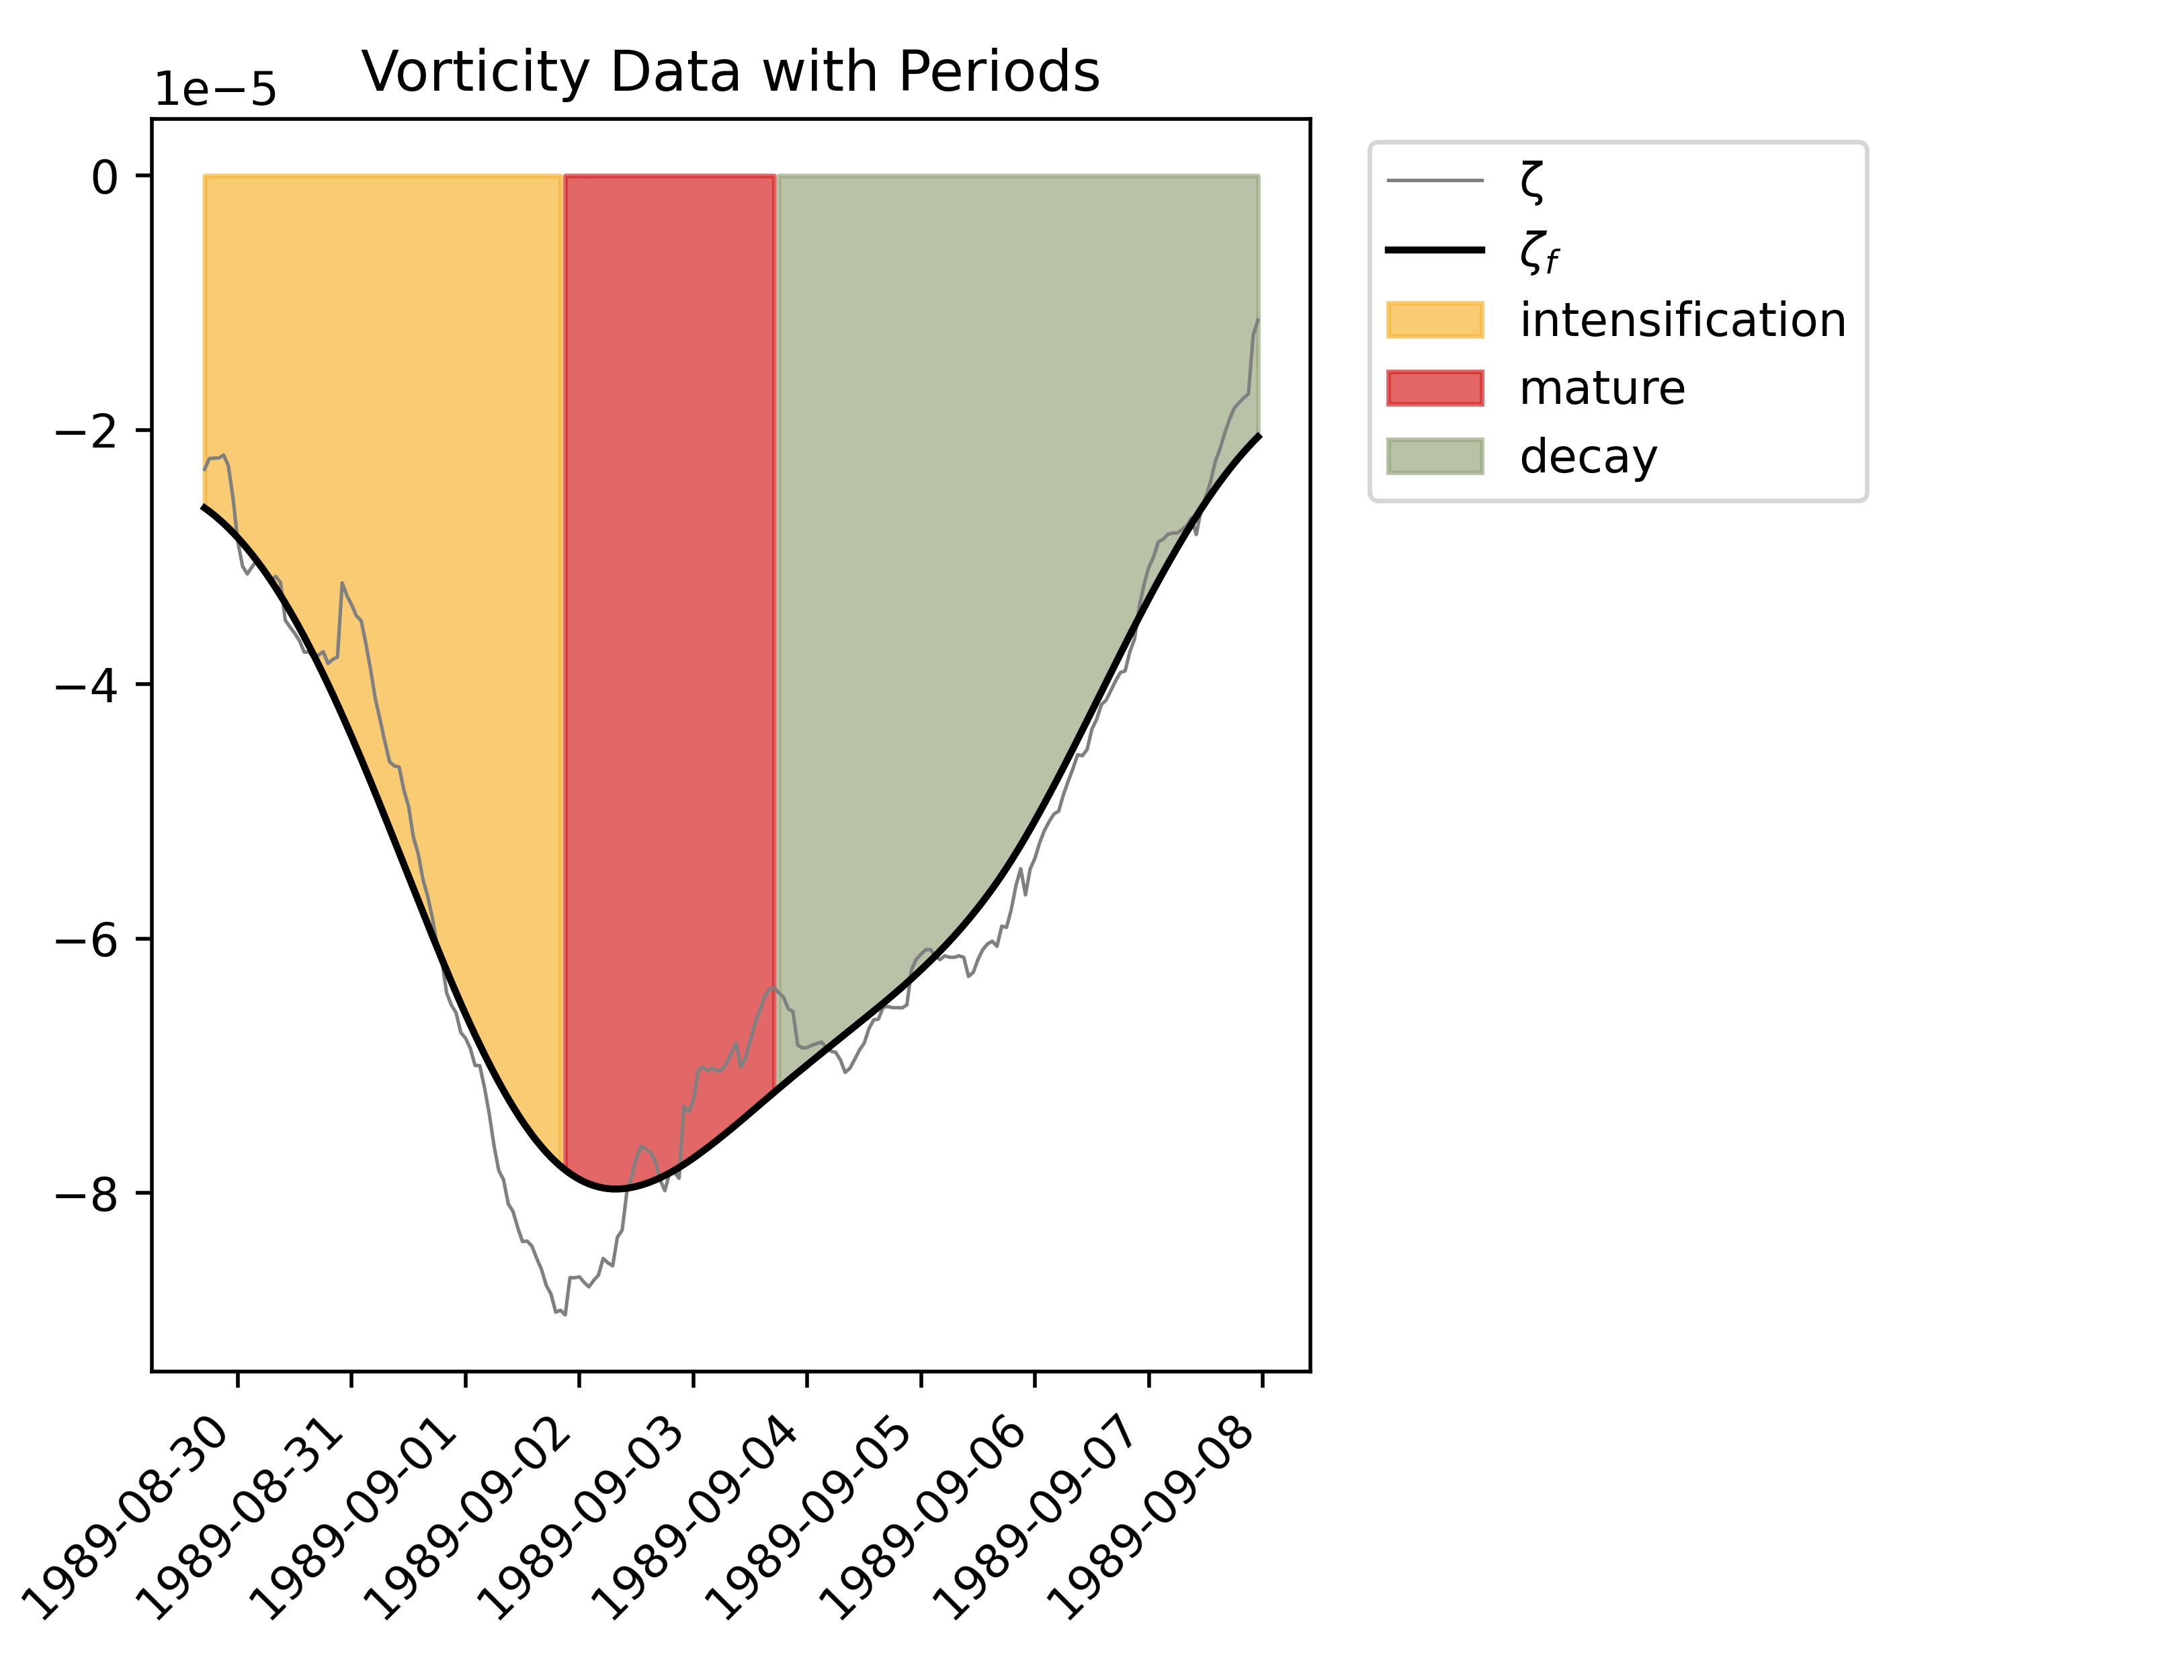 Vorticity Data with Periods
1e−5
0
−2
−4
−6
−8
1989-08-30
1989-08-31
1989-09-01
1989-09-02
1989-09-03
1989-09-04
1989-09-05
1989-09-06
1989-09-07
1989-09-08
ζ
ζf
intensification
mature
decay